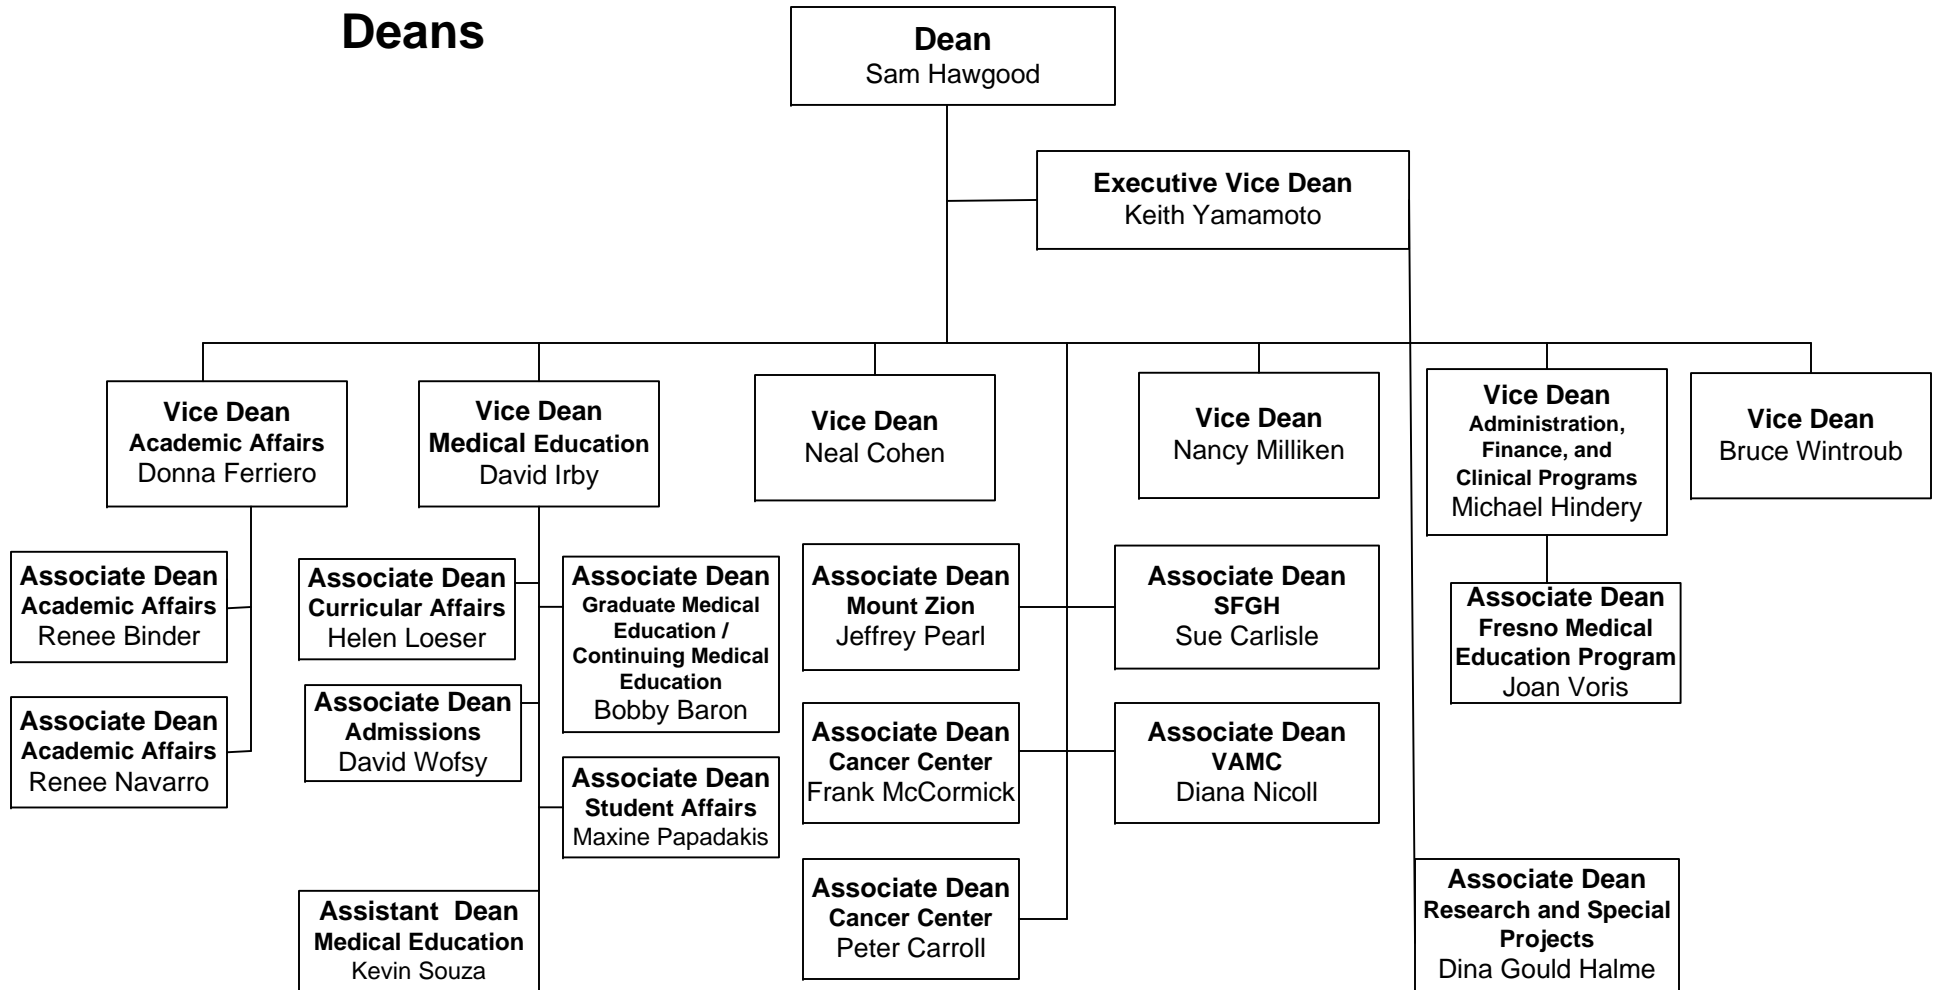 Deans
Dean
Sam Hawgood
Executive Vice Dean
Keith Yamamoto
Vice Dean
Academic Affairs
Donna Ferriero
Vice Dean
Medical Education
David Irby
Vice Dean
Neal Cohen
Vice Dean
Nancy Milliken
Vice Dean
Administration,
Finance, and
Clinical Programs
Michael Hindery
Vice Dean
Bruce Wintroub
Associate Dean
Academic Affairs
Renee Binder
Associate Dean
Curricular Affairs
Helen Loeser
Associate Dean
Graduate Medical
Education /
Continuing Medical
Education
Bobby Baron
Associate Dean
Mount Zion
Jeffrey Pearl
Associate Dean
SFGH
Sue Carlisle
Associate Dean
Fresno Medical
Education Program
Joan Voris
Associate Dean
Academic Affairs
Renee Navarro
Associate Dean
Admissions
David Wofsy
Associate Dean
Student Affairs
Maxine Papadakis
Associate Dean
Cancer Center
Frank McCormick
Associate Dean
VAMC
Diana Nicoll
Assistant  Dean
Medical Education
Kevin Souza
Associate Dean
Cancer Center
Peter Carroll
Associate Dean
Research and Special
Projects
Dina Gould Halme